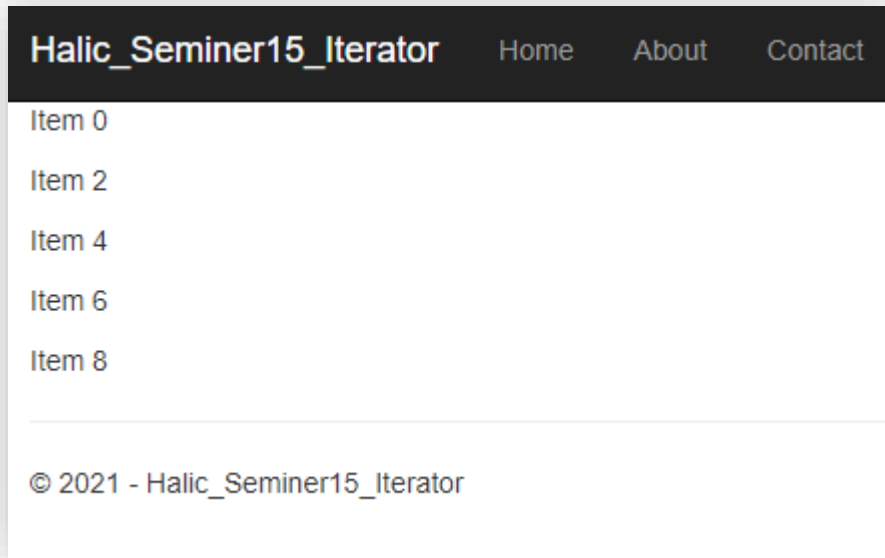 Halic_Seminer15_Iterator Home About Contact
Item 0
Item 2
Item 4
Item 6
Item 8
© 2021 - Halic_Seminer15_Iterator